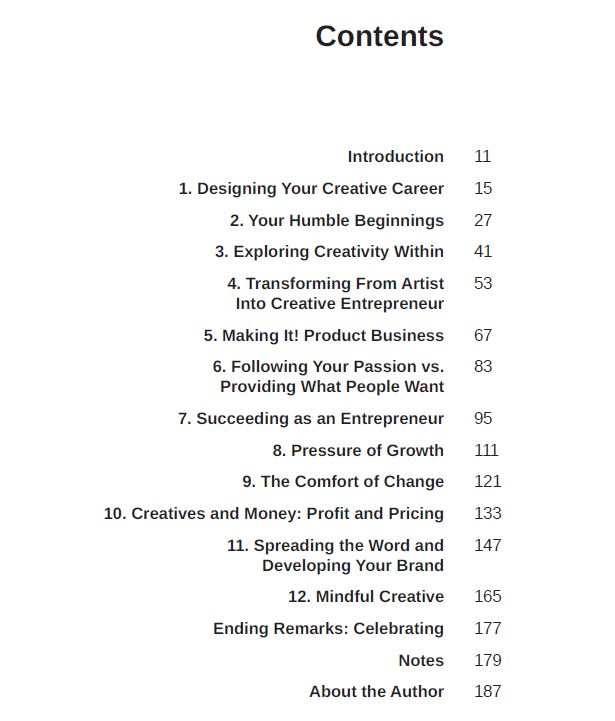 Contents
Introduction 11
1. Designing Your Creative Career 15
2. Your Humble Beginnings 27
3. Exploring Creativity Within 41
4. Transforming From Artist 53
Into Creative Entrepreneur
5. Making It! Product Business 67
6. Following Your Passion vs. 83
Providing What People Want
7. Succeeding as an Entrepreneur 95
8. Pressure of Growth 111
9. The Comfort of Change 121
10. Creatives and Money: Profit and Pricing 133
11. Spreading the Word and 147
Developing Your Brand
12. Mindful Creative 165
Ending Remarks: Celebrating 177
Notes 179
About the Author 187